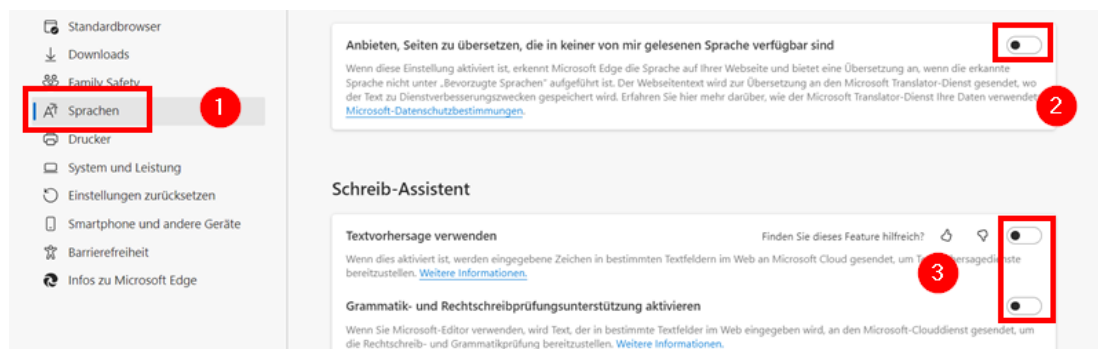 Standardbrowser
Downloads
Family Safety
Sprachen
1
Drucker
System und Leistung
Einstellungen zurücksetzen
Smartphone und andere Geräte
Barrierefreiheit
Infos zu Microsoft Edge
Anbieten, Seiten zu übersetzen, die in keiner von mir gelesenen Sprache verfügbar sind
Wenn diese Einstellung aktiviert ist, erkennt Microsoft Edge die Sprache auf Ihrer Webseite und bietet eine Übersetzung an, wenn die erkannte
Sprache nicht unter „Bevorzugte Sprachen" aufgeführt ist. Der Webseitentext wird zur Übersetzung an den Microsoft Translator-Dienst gesendet, wo
der Text zu Dienstverbesserungszwecken gespeichert wird. Erfahren Sie hier mehr darüber, wie der Microsoft Translator-Dienst Ihre Daten verwendet
Microsoft-Datenschutzbestimmungen.
2
Schreib-Assistent
Textvorhersage verwenden
Finden Sie dieses Feature hilfreich?
Wenn dies aktiviert ist, werden eingegebene Zeichen in bestimmten Textfeldern im Web an Microsoft Cloud gesendet, um
bereitzustellen. Weitere Informationen.
3
Grammatik- und Rechtschreibprüfungsunterstützung aktivieren
Wenn Sie Microsoft-Editor verwenden, wird Text, der in bestimmte Textfelder im Web eingegeben wird, an den Microsoft-Clouddienst gesendet, um
die Rechtschreib- und Grammatikprüfung bereitzustellen. Weitere Informationen.